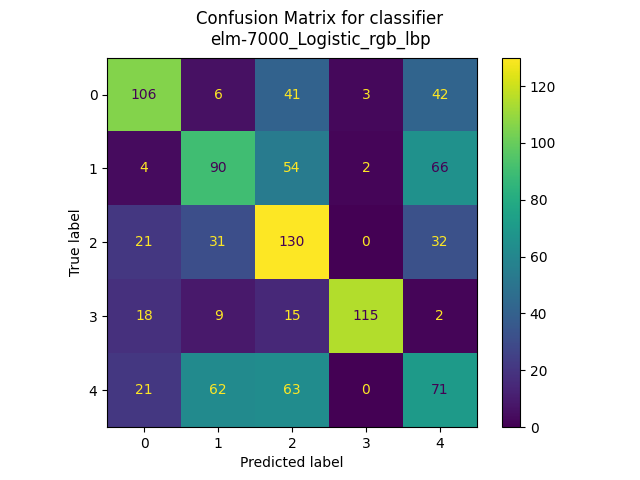 Confusion Matrix for classifier
elm-7000_Logistic_rgb_lbp
0 106 6 41 3 42
1 4 90 54 2 66
2 21 31 130 0 32
3 18 9 15 115 2
4 21 62 63 0 71
0 1 2 3 4
True label
Predicted label
120
100
80
60
40
20
0